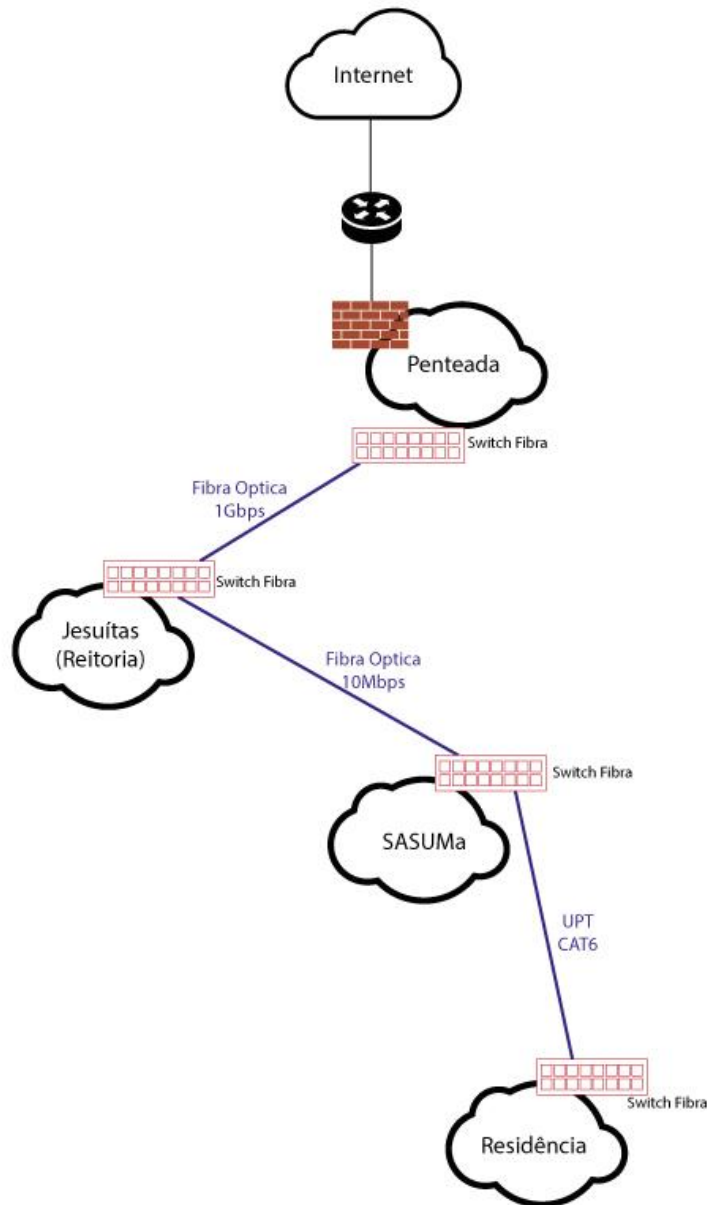 Internet
Penteada
Switch Fibra
Fibra Optica
1Gbps
Switch Fibra
Jesuítas
(Reitoria)
Fibra Optica
10Mbps
Switch Fibra
SASUMa
UPT
CAT6
Switch Fibra
Residência